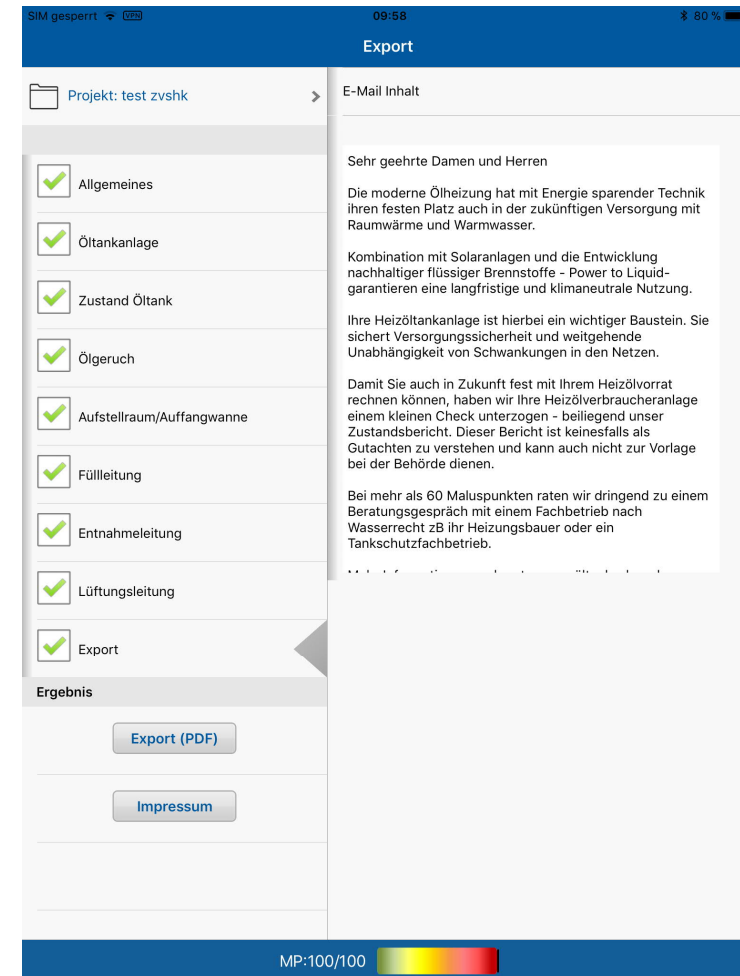 SIM gesperrt VPN 09:58 80 %
Export
Projekt: test zvshk
Allgemeines
Öltankanlage
Zustand Öltank
Ölgeruch
Aufstellraum/Auffangwanne
Füllleitung
Entnahmeleitung
Lüftungsleitung
Export
Ergebnis
Export (PDF)
Impressum
E-Mail Inhalt
Sehr geehrte Damen und Herren
Die moderne Ölheizung hat mit Energie sparender Technik
ihren festen Platz auch in der zukünftigen Versorgung mit
Raumwärme und Warmwasser.
Kombination mit Solaranlagen und die Entwicklung
nachhaltiger flüssiger Brennstoffe - Power to Liquid-
garantieren eine langfristige und klimaneutrale Nutzung.
Ihre Heizöltankanlage ist hierbei ein wichtiger Baustein. Sie
sichert Versorgungssicherheit und weitgehende
Unabhängigkeit von Schwankungen in den Netzen.
Damit Sie auch in Zukunft fest mit Ihrem Heizölvorrat
rechnen können, haben wir Ihre Heizölverbraucheranlage
einem kleinen Check unterzogen - beiliegend unser
Zustandsbericht. Dieser Bericht ist keinesfalls als
Gutachten zu verstehen und kann auch nicht zur Vorlage
bei der Behörde dienen.
Bei mehr als 60 Maluspunkten raten wir dringend zu einem
Beratungsgespräch mit einem Fachbetrieb nach
Wasserrecht zB ihr Heizungsbauer oder ein
Tankschutzfachbetrieb.
MP:100/100